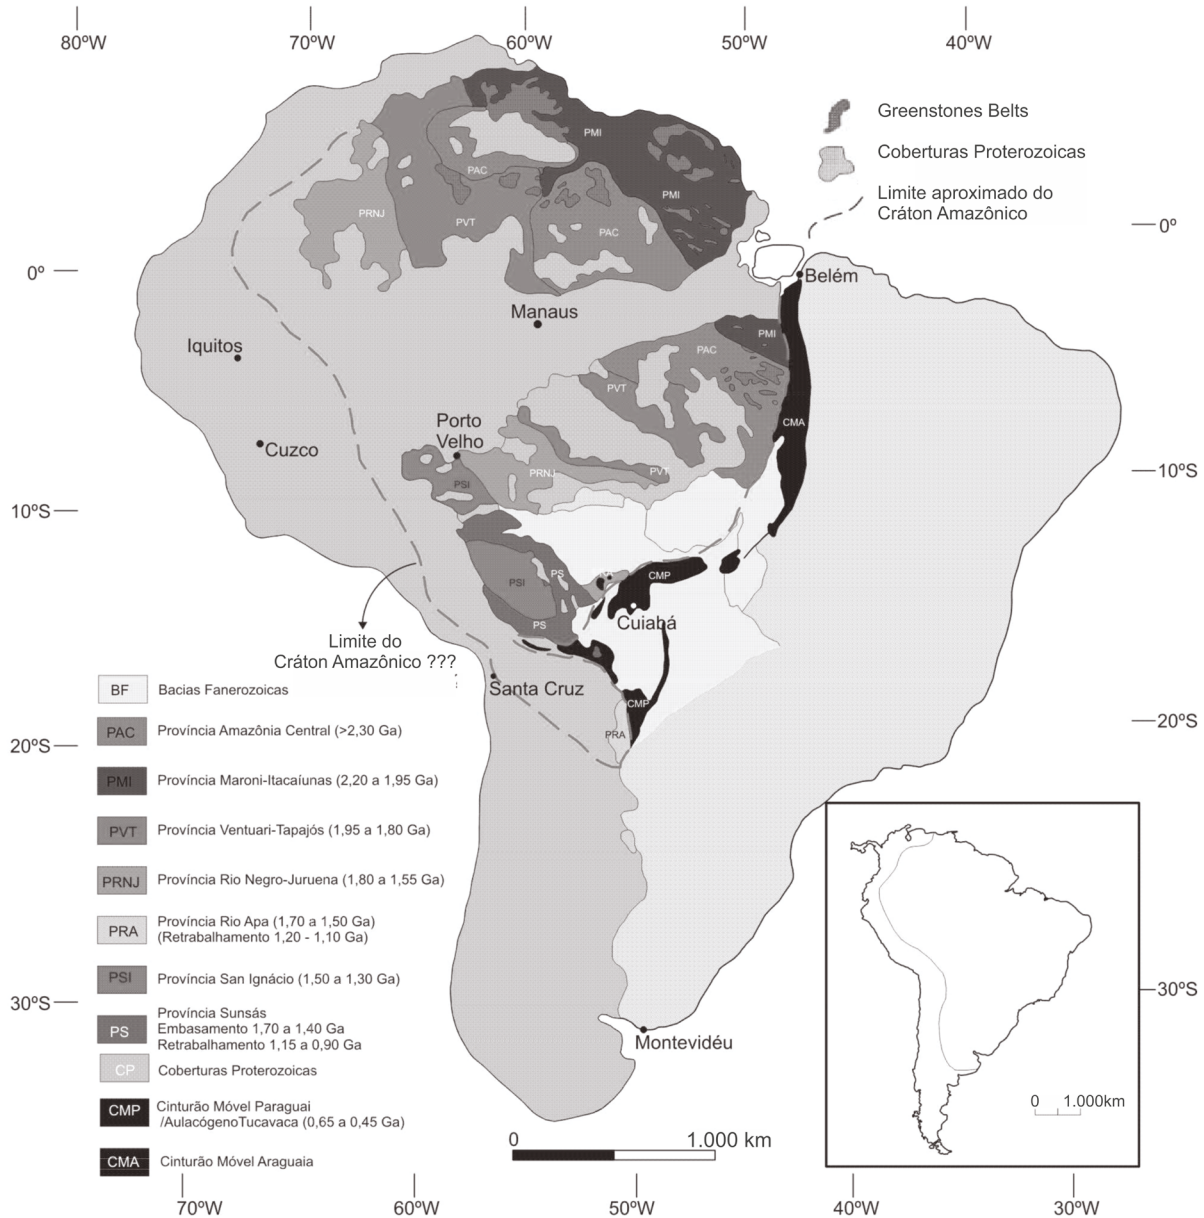 80ºW
70ºW
60ºW
50ºW
40ºW
Greenstones Belts
Coberturas Proterozoicas
Limite aproximado do
Cráton Amazônico
0º
0º
10ºS
10ºS
20ºS
20ºS
30ºS
30ºS
PMI
PAC
PMI
PRNJ
PVT
PAC
Belém
Manaus
Iquitos
PMI
PAC
PVT
CMA
Porto
Velho
Cuzco
PSI
PRNJ
PVT
PSI
PS
CMP
PS
Cuiabá
Limite do
Cráton Amazônico ???
Santa Cruz
CMP
PRA
Montevidéu
BF Bacias Fanerozoicas
PAC Província Amazônia Central (>2,30 Ga)
PMI Província Maroni-Itacaíunas (2,20 a 1,95 Ga)
PVT Província Ventuari-Tapajós (1,95 a 1,80 Ga)
PRNJ Província Rio Negro-Juruena (1,80 a 1,55 Ga)
PRA Província Rio Apa (1,70 a 1,50 Ga)
(Retrabalhamento 1,20 - 1,10 Ga)
PSI Província San Ignácio (1,50 a 1,30 Ga)
Província Sunsás
PS Embasamento 1,70 a 1,40 Ga
Retrabalhamento 1,15 a 0,90 Ga
CP Coberturas Proterozoicas
CMP Cinturão Móvel Paraguai
/AulacógenoTucavaca (0,65 a 0,45 Ga)
CMA Cinturão Móvel Araguaia
0 1.000 km
0 1.000km
70ºW
60ºW
50ºW
40ºW
30ºW